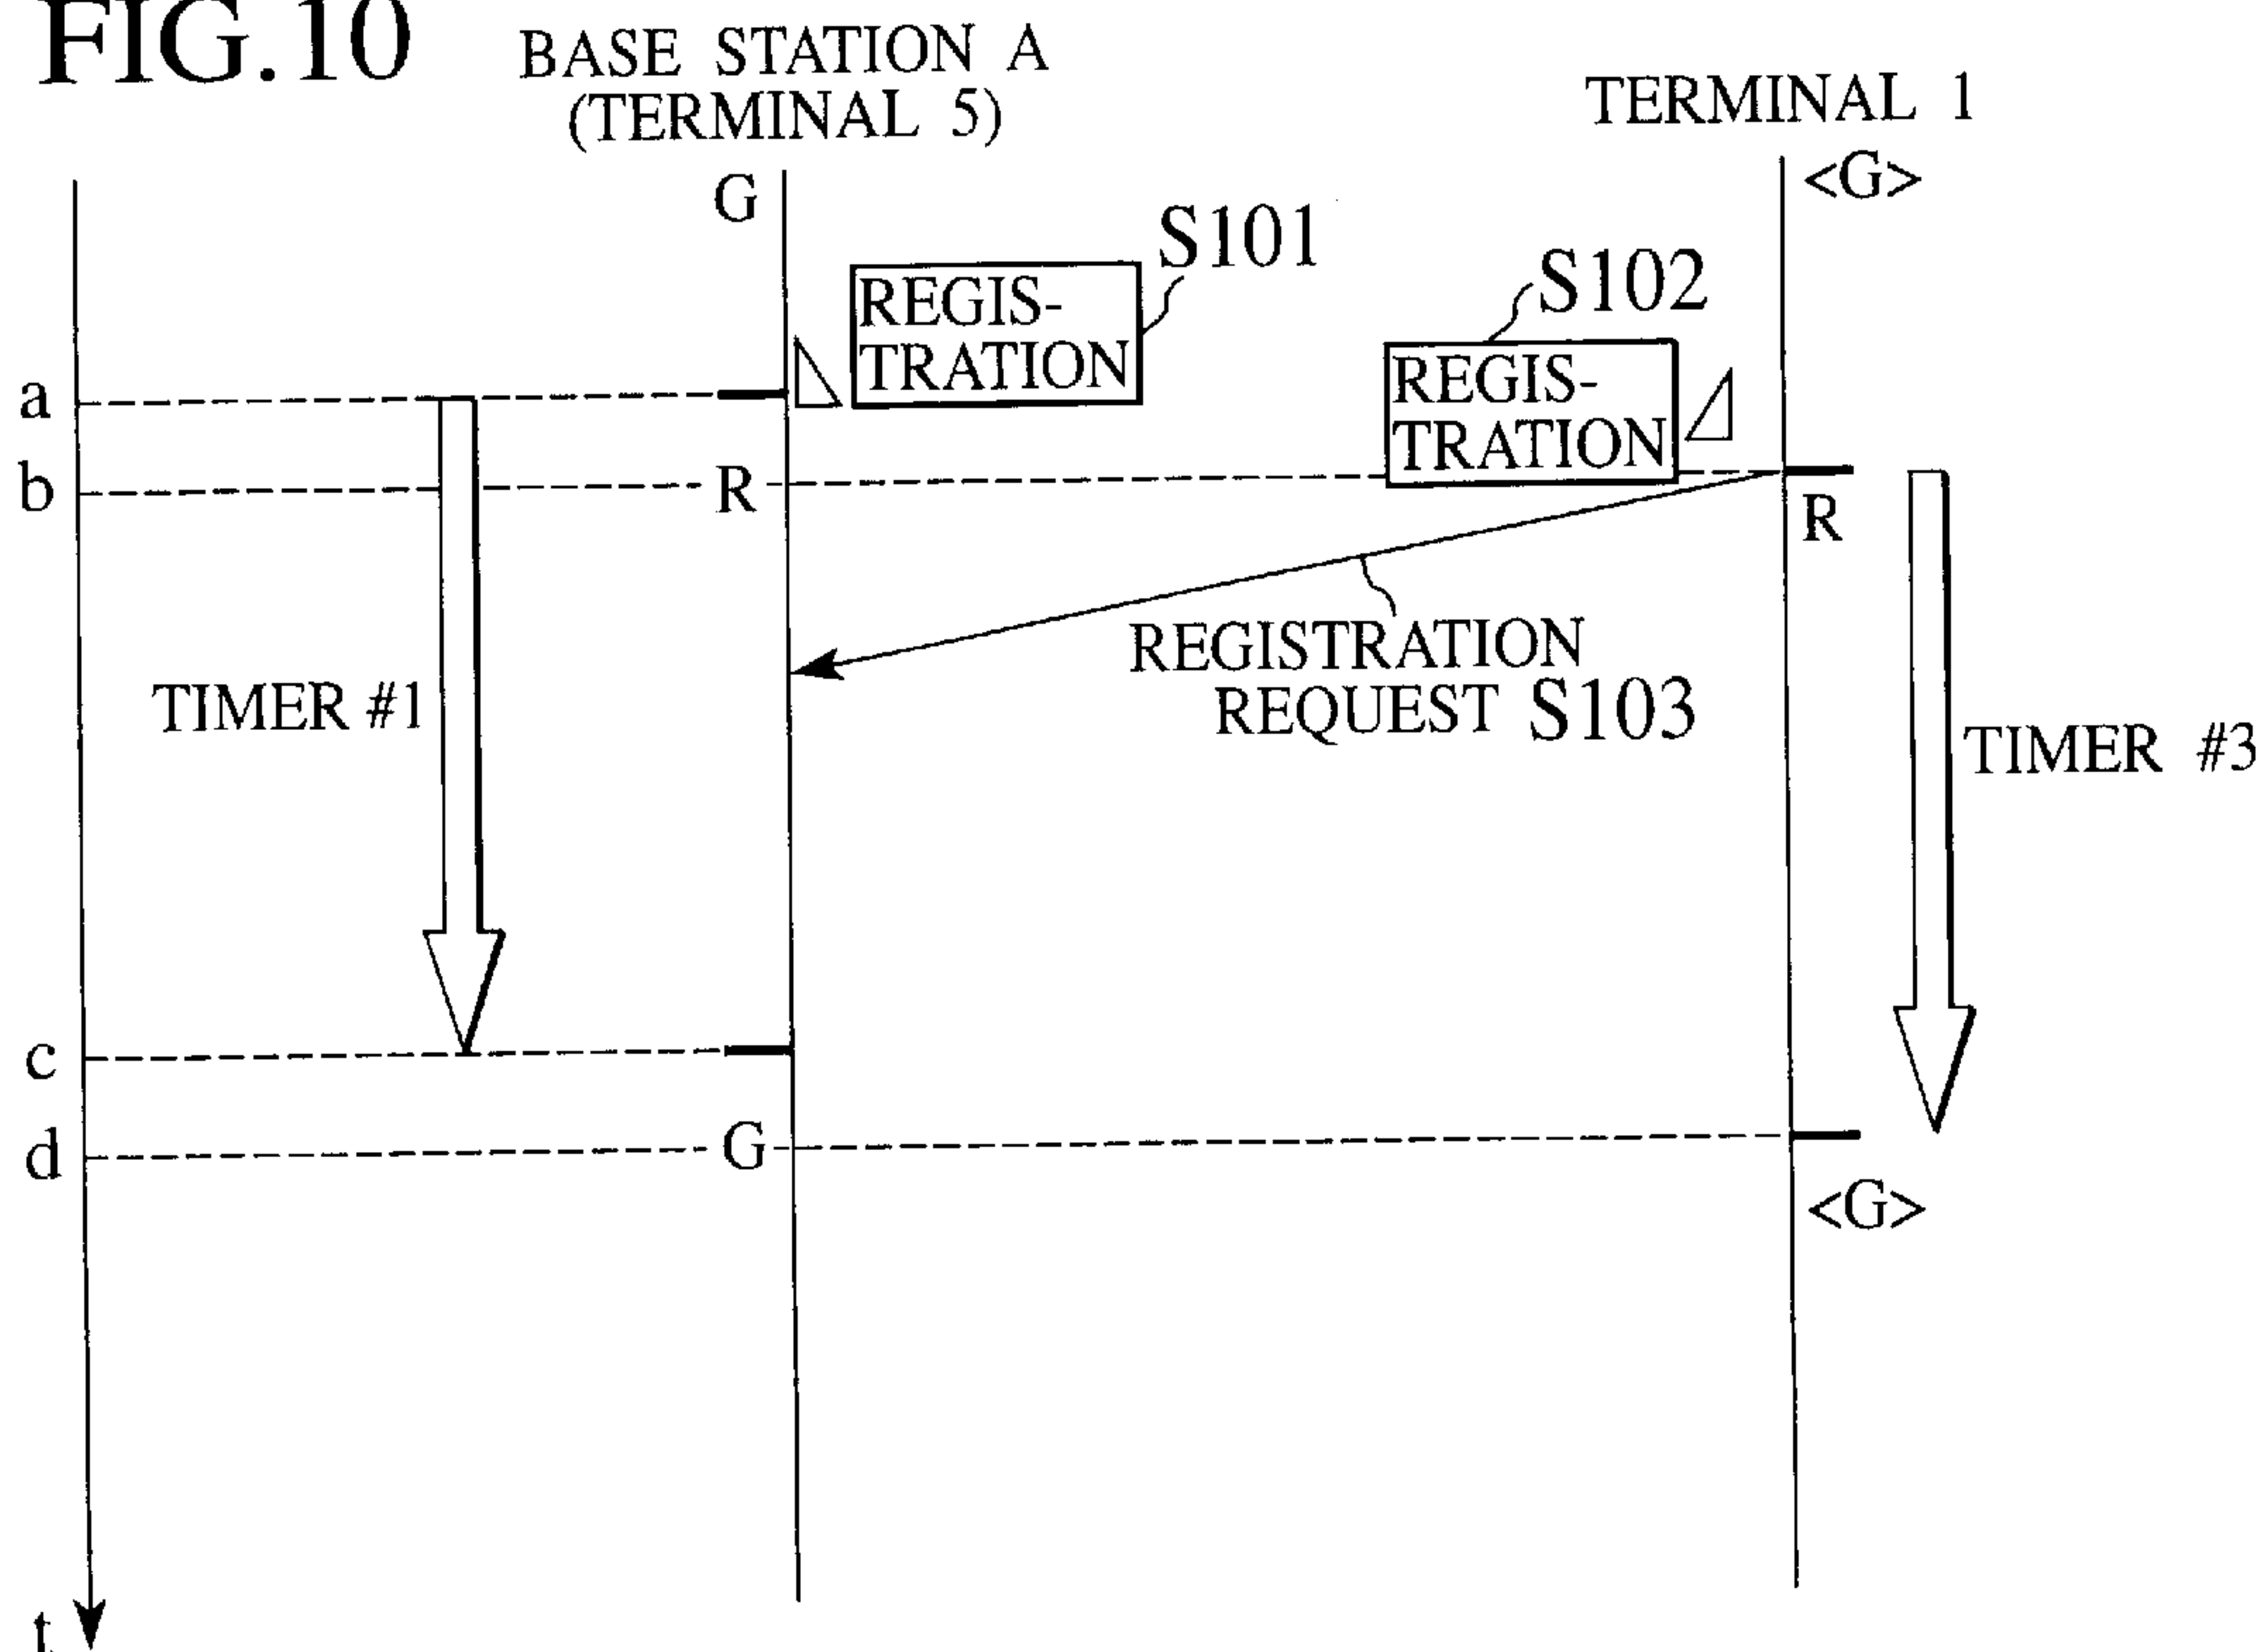 FIG.10
BASE STATION A
(TERMINAL 5)
TERMINAL 1
G
<G>
REGIS-
TRATION
S101
S102
REGIS-
TRATION
a
b
R
R
REGISTRATION
REQUEST S103
TIMER #1
TIMER #3
c
d
G
<G>
t